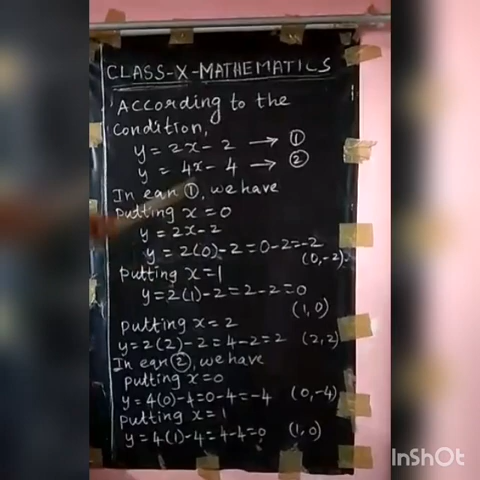 CLASS-X-MATHEMATICS
According to the
condition,
y = 2x - 2 → ①
y = 4x - 4 → ②
In eqn ①, we have
putting x = 0
y = 2x - 2
y = 2(0) - 2 = 0 - 2 = -2
(0, -2)
putting x = 1
y = 2(1) - 2 = 2 - 2 = 0
(1, 0)
putting x = 2
y = 2(2) - 2 = 4 - 2 = 2 (2, 2)
In eqn ②, we have
putting x = 0
y = 4(0) - 4 = 0 - 4 = -4 (0, -4)
putting x = 1
y = 4(1) - 4 = 4 - 4 = 0 (1, 0)
InShOt